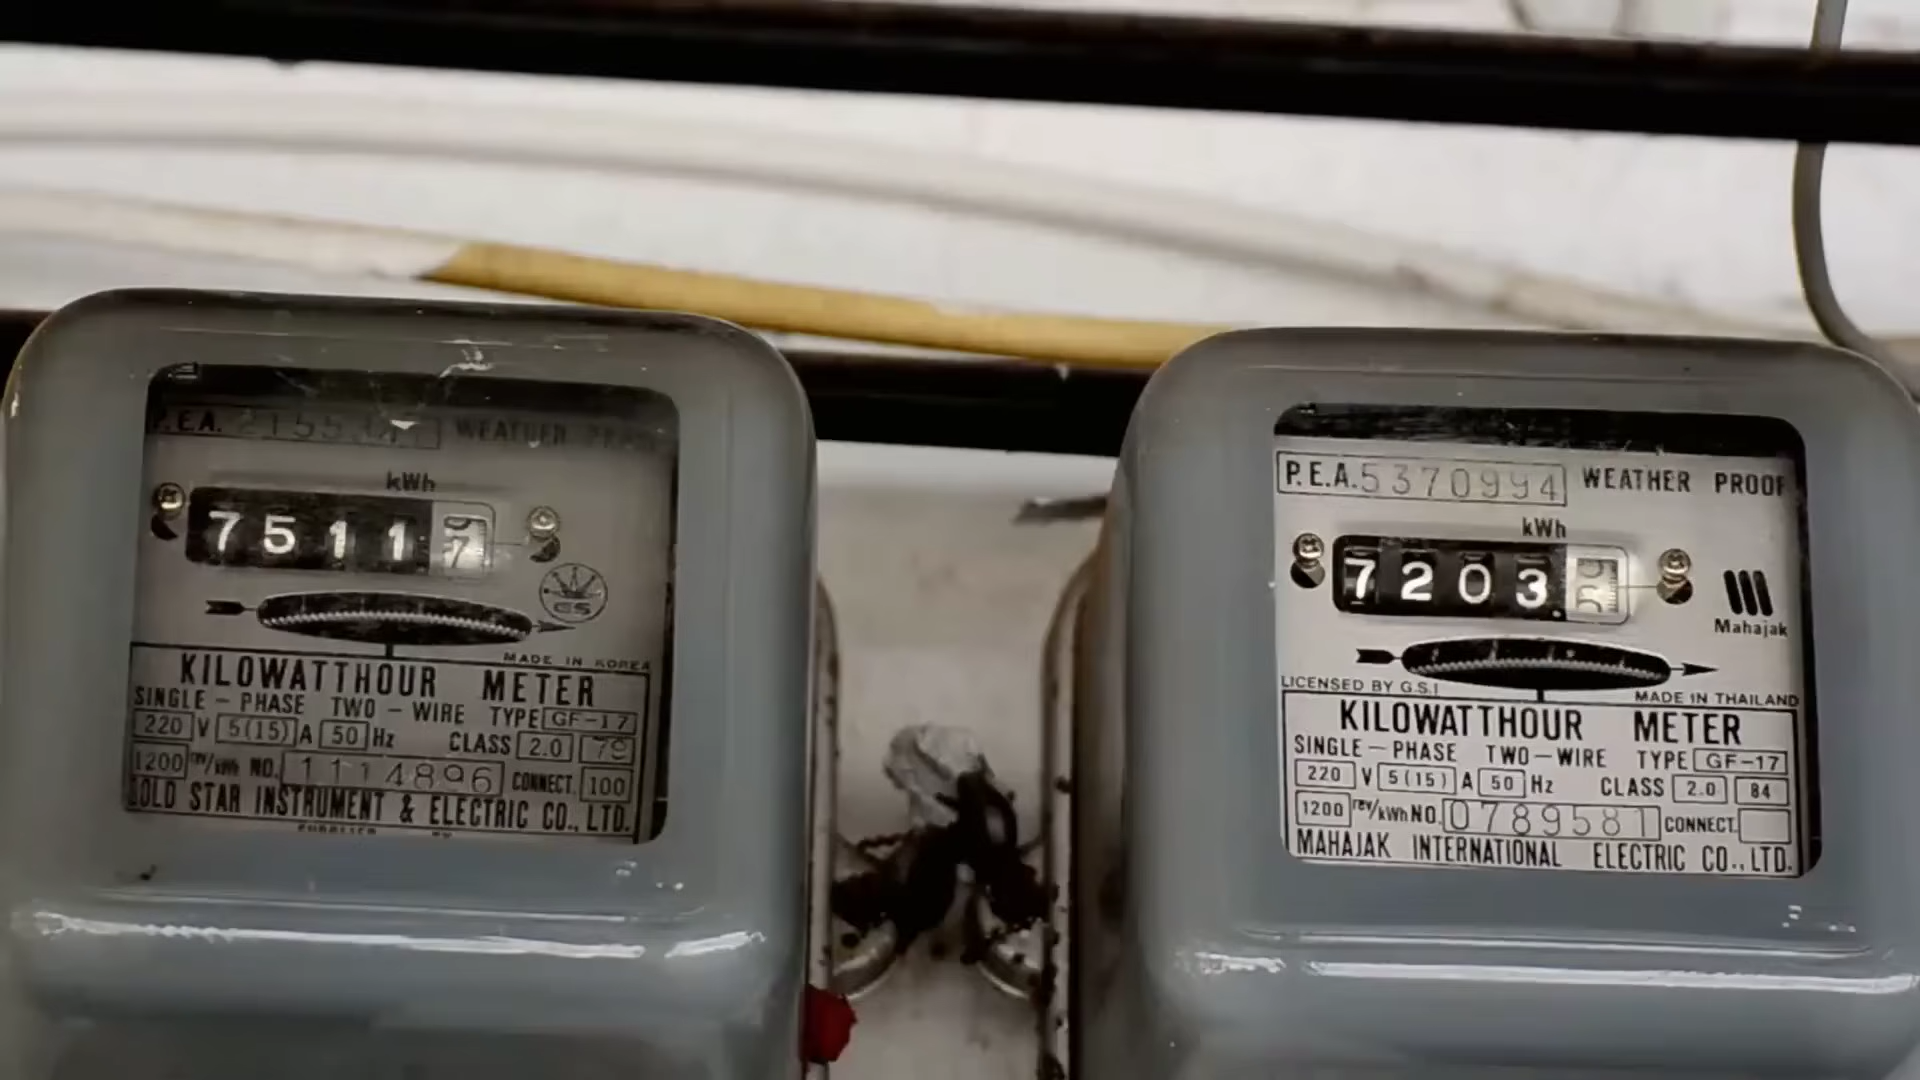 P.E.A.
WEATHER PROOF
kWh
7511
GS
MADE IN KOREA
KILOWATTHOUR METER
SINGLE-PHASE TWO-WIRE TYPE GF-17
220 V 5(15) A 50 Hz CLASS 2.0 79
1200 rev/kWh NO. 1114896 CONNECT. 100
GOLD STAR INSTRUMENT & ELECTRIC CO., LTD.
P.E.A. 5370994 WEATHER PROOF
kWh
7203
Mahajak
LICENSED BY G.S.I MADE IN THAILAND
KILOWATTHOUR METER
SINGLE-PHASE TWO-WIRE TYPE GF-17
220 V 5(15) A 50 Hz CLASS 2.0 84
1200 rev/kWh NO. 0789581 CONNECT.
MAHAJAK INTERNATIONAL ELECTRIC CO., LTD.